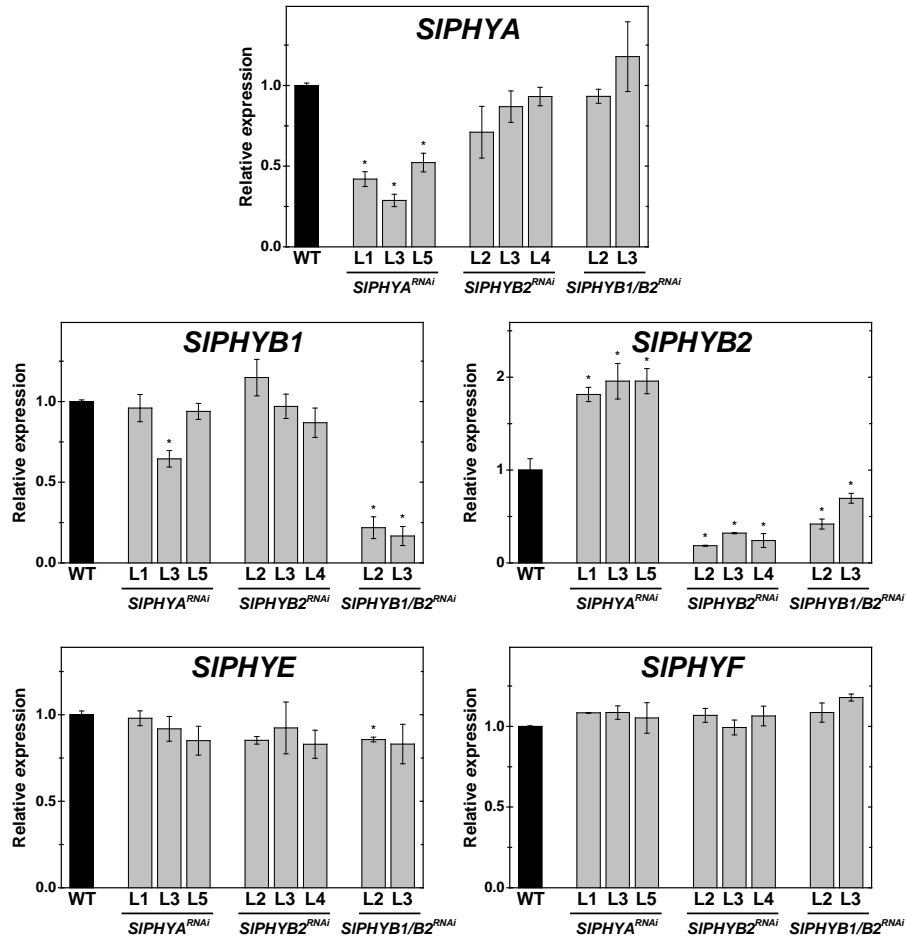 SlPHYA
Relative expression
1.0
0.5
0.0
* * *
WT L1 L3 L5 L2 L3 L4 L2 L3
SlPHYA^RNAi SlPHYB2^RNAi SlPHYB1/B2^RNAi
SlPHYB1
Relative expression
1.0
0.5
0.0
* * *
WT L1 L3 L5 L2 L3 L4 L2 L3
SlPHYA^RNAi SlPHYB2^RNAi SlPHYB1/B2^RNAi
SlPHYB2
Relative expression
2
1
0
* * * * * * * *
WT L1 L3 L5 L2 L3 L4 L2 L3
SlPHYA^RNAi SlPHYB2^RNAi SlPHYB1/B2^RNAi
SlPHYE
Relative expression
1.0
0.5
0.0
*
WT L1 L3 L5 L2 L3 L4 L2 L3
SlPHYA^RNAi SlPHYB2^RNAi SlPHYB1/B2^RNAi
SlPHYF
Relative expression
1.0
0.5
0.0
WT L1 L3 L5 L2 L3 L4 L2 L3
SlPHYA^RNAi SlPHYB2^RNAi SlPHYB1/B2^RNAi